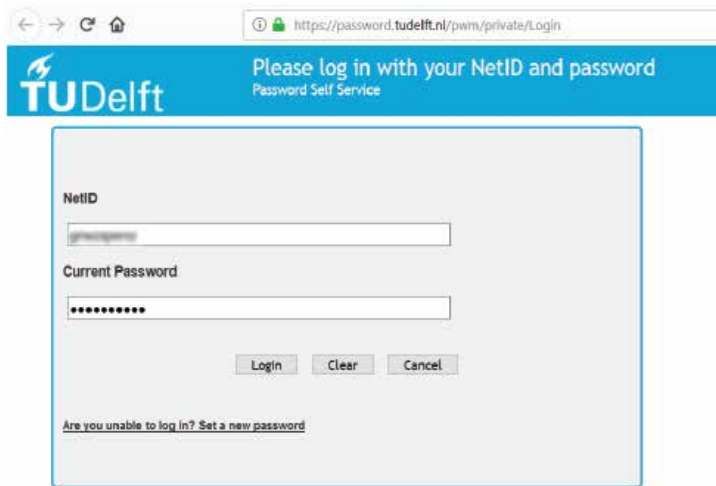 https://password.tudelft.nl/pwm/private/Login
TUDelft
Please log in with your NetID and password
Password Self Service
NetID
Current Password
••••••••••
Login Clear Cancel
Are you unable to log in? Set a new password